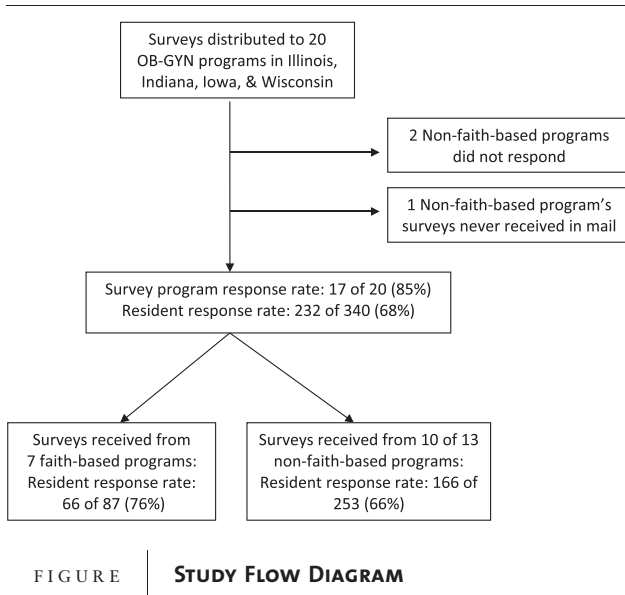 Surveys distributed to 20
OB-GYN programs in Illinois,
Indiana, Iowa, & Wisconsin
2 Non-faith-based programs
did not respond
1 Non-faith-based program’s
surveys never received in mail
Survey program response rate: 17 of 20 (85%)
Resident response rate: 232 of 340 (68%)
Surveys received from
7 faith-based programs:
Resident response rate:
66 of 87 (76%)
Surveys received from 10 of 13
non-faith-based programs:
Resident response rate: 166 of
253 (66%)
FIGURE STUDY FLOW DIAGRAM